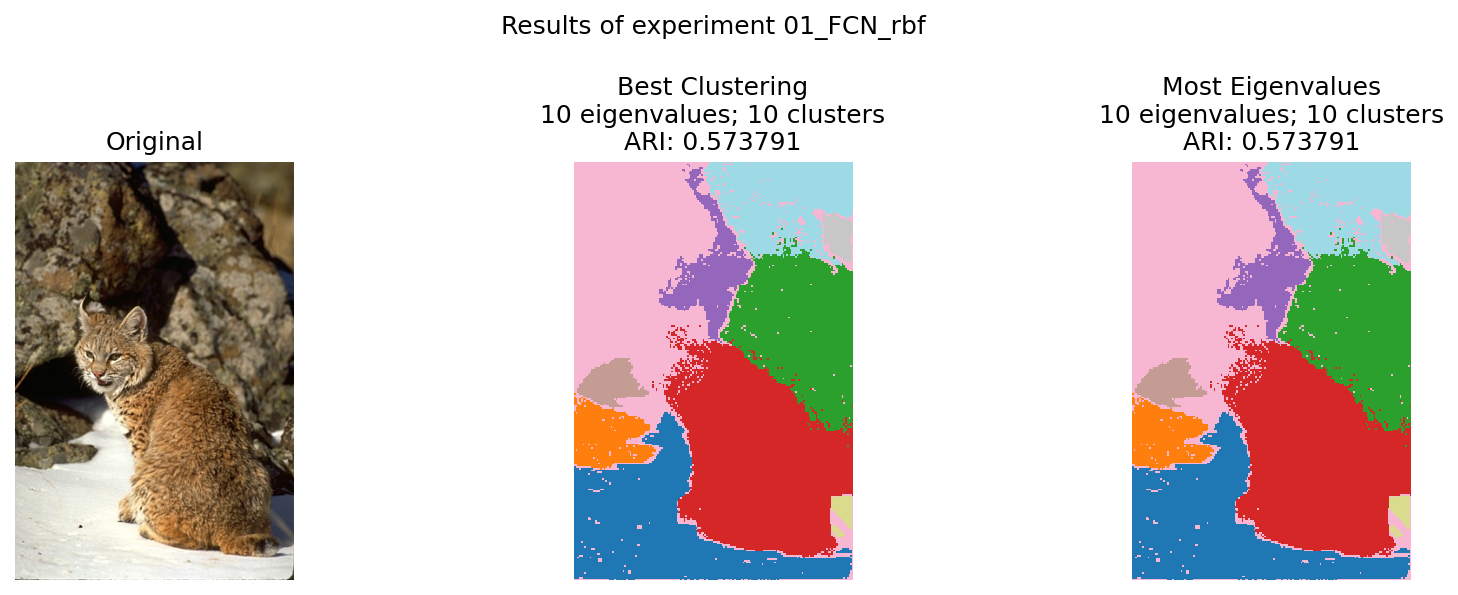 Results of experiment 01_FCN_rbf
Original
Best Clustering
10 eigenvalues; 10 clusters
ARI: 0.573791
Most Eigenvalues
10 eigenvalues; 10 clusters
ARI: 0.573791